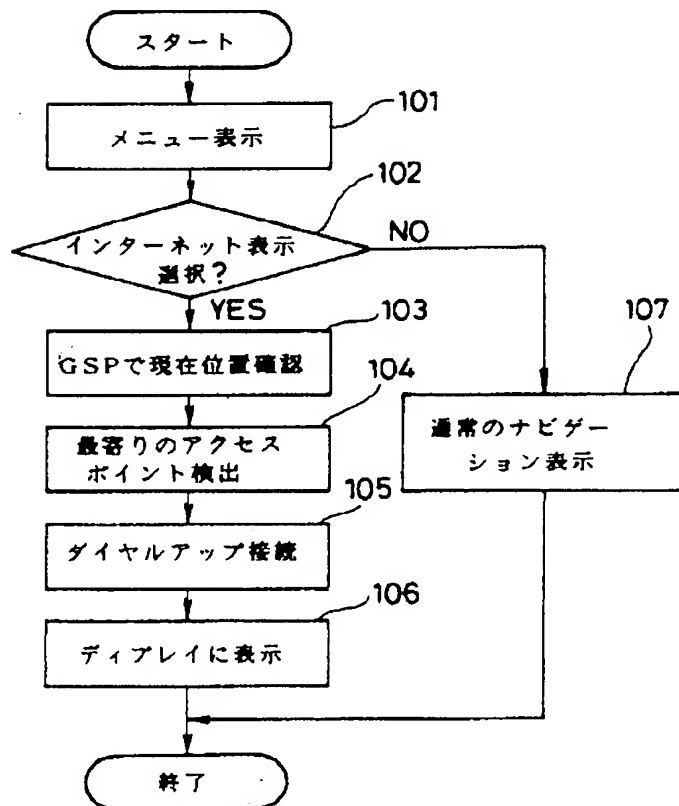 スタート
101
メニュー表示
102
インターネット表示
選択?
NO
YES
103
GSPで現在位置確認
107
通常のナビゲー
ション表示
104
最寄りのアクセス
ポイント検出
105
ダイヤルアップ接続
106
ディプレイに表示
終了